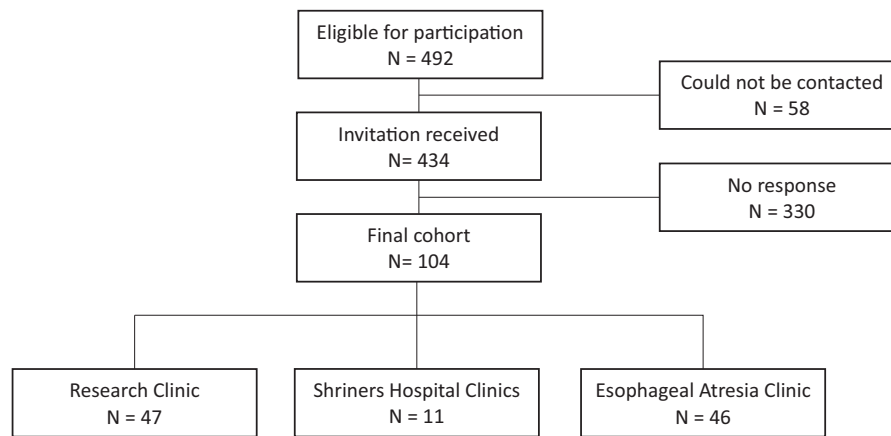 Eligible for participation
N = 492
Could not be contacted
N = 58
Invitation received
N= 434
No response
N = 330
Final cohort
N= 104
Research Clinic
N = 47
Shriners Hospital Clinics
N = 11
Esophageal Atresia Clinic
N = 46